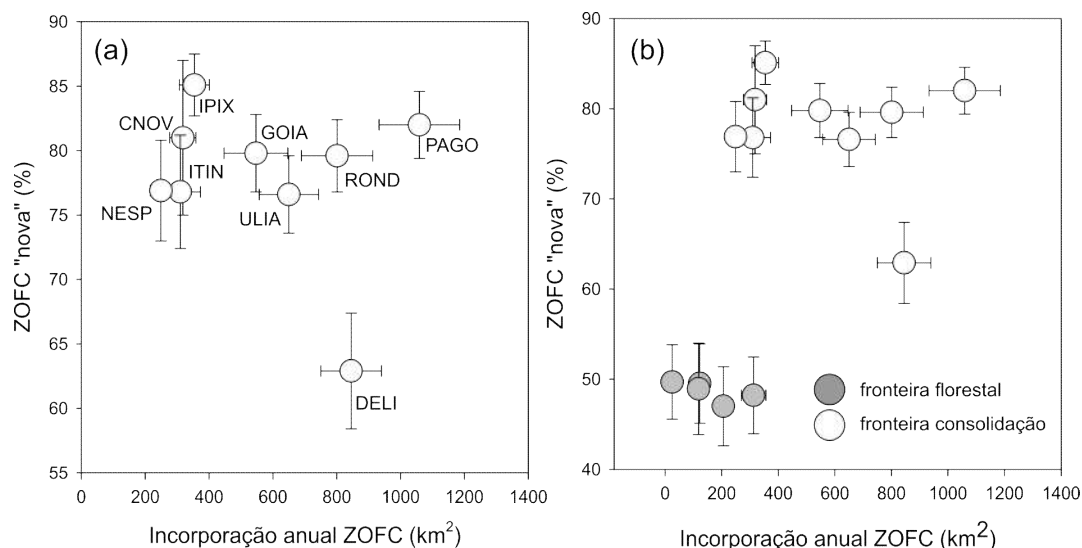 (a)
ZOFC "nova" (%)
90
85
80
75
70
65
60
55
IPIX
CNOV
GOIA
PAGO
ITIN
ROND
NESP
ULIA
DELI
0 200 400 600 800 1000 1200 1400
Incorporação anual ZOFC (km²)
(b)
ZOFC "nova" (%)
90
80
70
60
50
40
fronteira florestal
fronteira consolidação
0 200 400 600 800 1000 1200 1400
Incorporação anual ZOFC (km²)